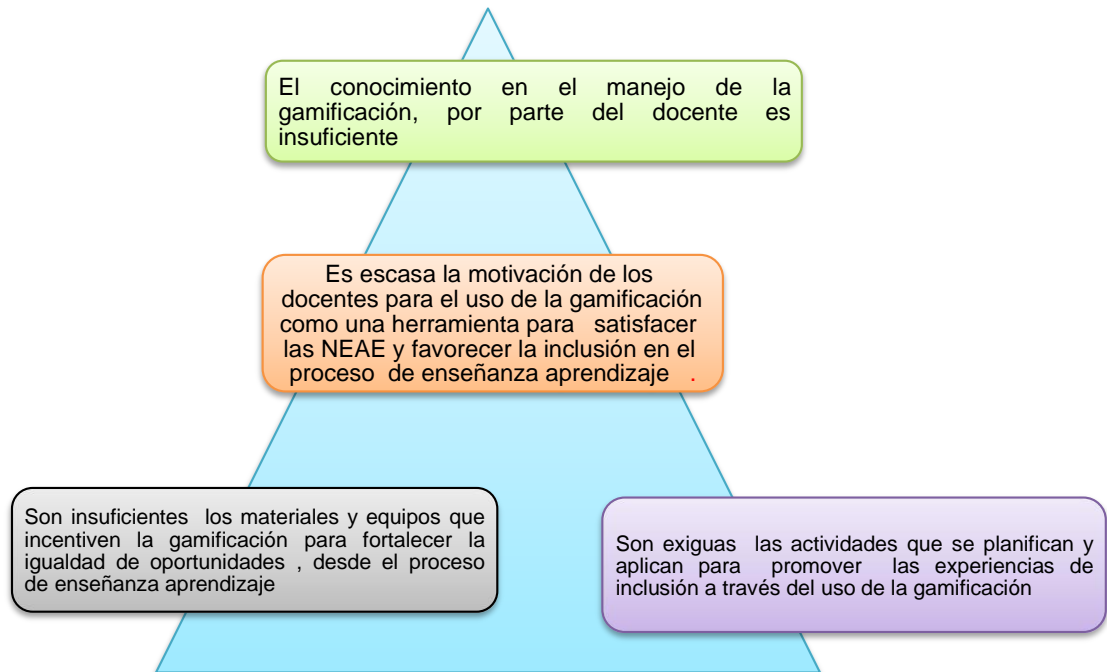 El conocimiento en el manejo de la
gamificación, por parte del docente es
insuficiente
Es escasa la motivación de los
docentes para el uso de la gamificación
como una herramienta para satisfacer
las NEAE y favorecer la inclusión en el
proceso de enseñanza aprendizaje .
Son insuficientes los materiales y equipos que
incentiven la gamificación para fortalecer la
igualdad de oportunidades , desde el proceso
de enseñanza aprendizaje
Son exiguas las actividades que se planifican y
aplican para promover las experiencias de
inclusión a través del uso de la gamificación